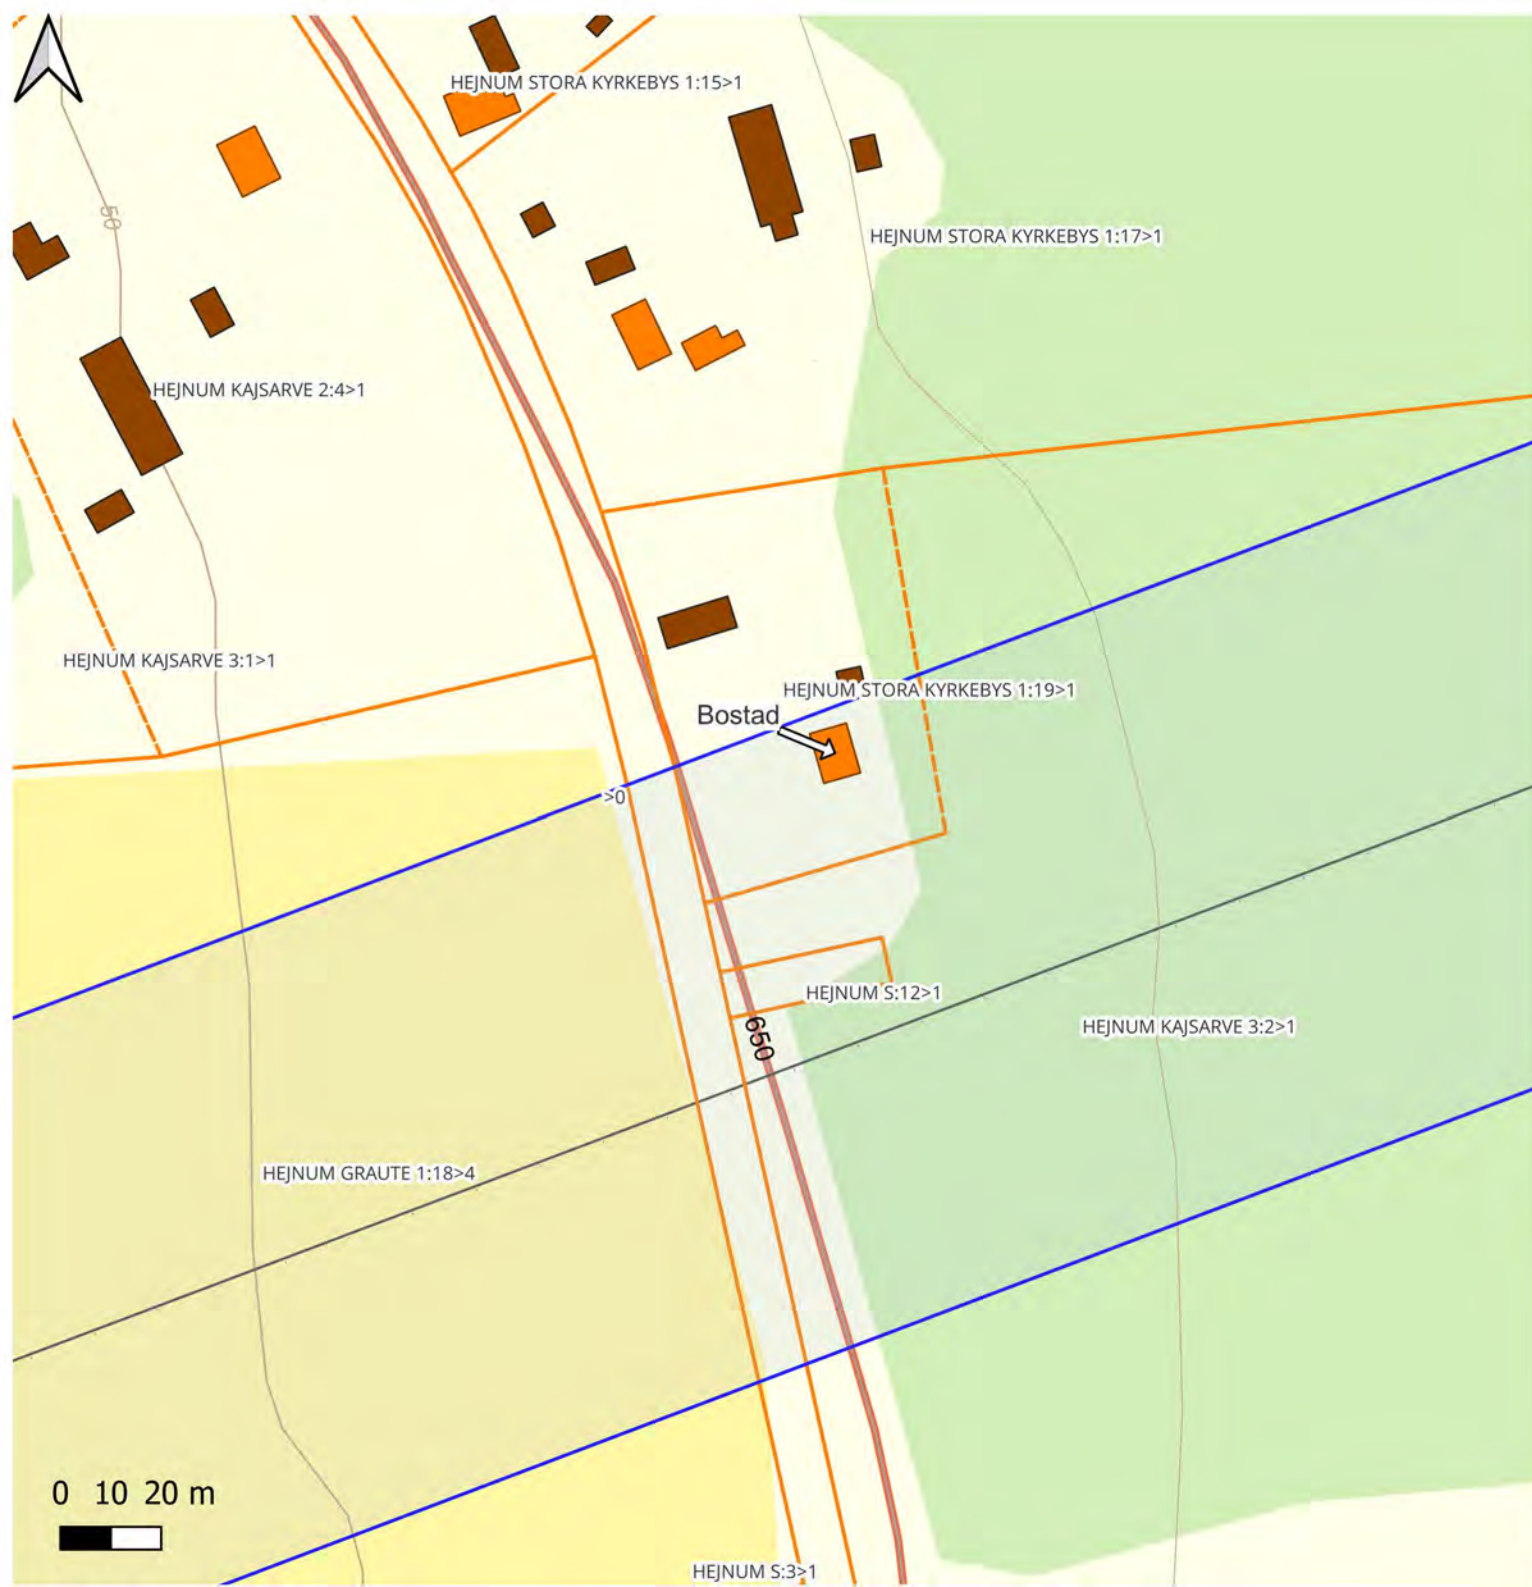 HEJNUM STORA KYRKEBYS 1:15>1
50
HEJNUM STORA KYRKEBYS 1:17>1
HEJNUM KAJSARVE 2:4>1
HEJNUM KAJSARVE 3:1>1
HEJNUM STORA KYRKEBYS 1:19>1
Bostad
>0
HEJNUM S:12>1
650
HEJNUM KAJSARVE 3:2>1
HEJNUM GRAUTE 1:18>4
0 10 20 m
HEJNUM S:3>1